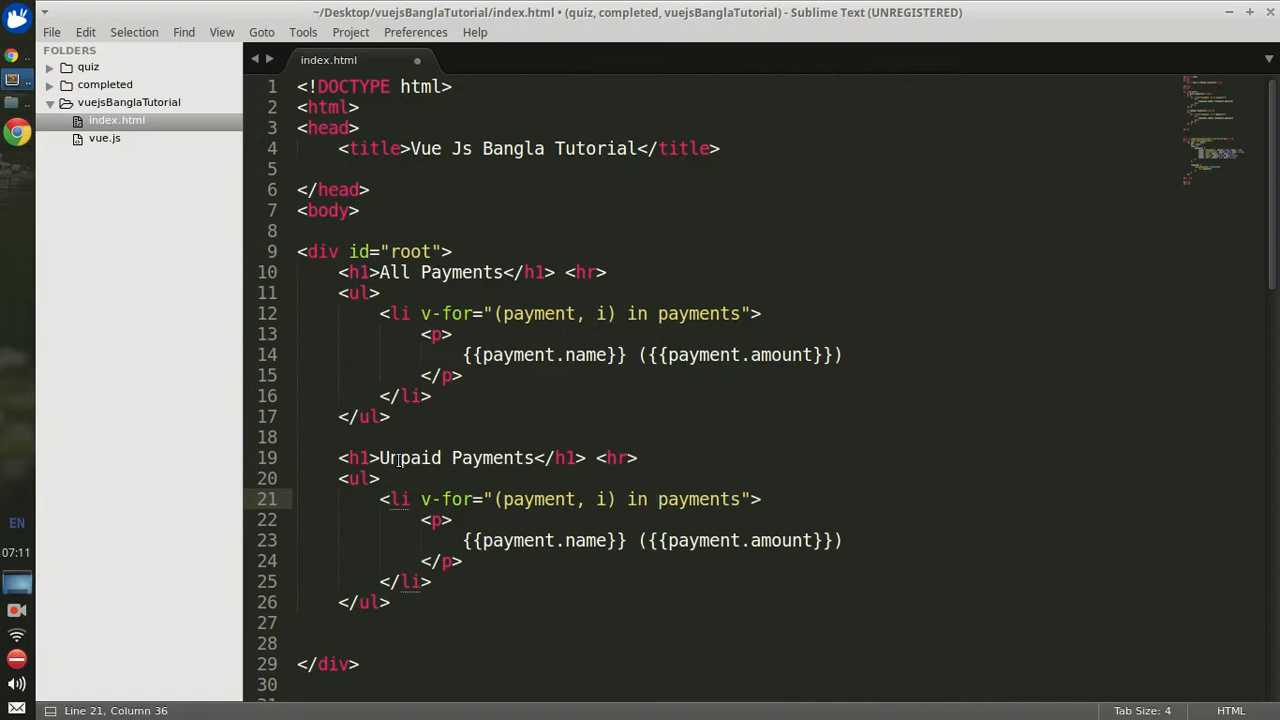 ~/Desktop/vuejsBanglaTutorial/index.html • (quiz, completed, vuejsBanglaTutorial) - Sublime Text (UNREGISTERED)
File Edit Selection Find View Goto Tools Project Preferences Help
FOLDERS
quiz
completed
vuejsBanglaTutorial
index.html
vue.js
EN
07:11
index.html
1 <!DOCTYPE html>
2 <html>
3 <head>
4 <title>Vue Js Bangla Tutorial</title>
5
6 </head>
7 <body>
8
9 <div id="root">
10 <h1>All Payments</h1> <hr>
11 <ul>
12 <li v-for="(payment, i) in payments">
13 <p>
14 {{payment.name}} ({{payment.amount}})
15 </p>
16 </li>
17 </ul>
18
19 <h1>Unpaid Payments</h1> <hr>
20 <ul>
21 <li v-for="(payment, i) in payments">
22 <p>
23 {{payment.name}} ({{payment.amount}})
24 </p>
25 </li>
26 </ul>
27
28
29 </div>
30
Line 21, Column 36
Tab Size: 4
HTML